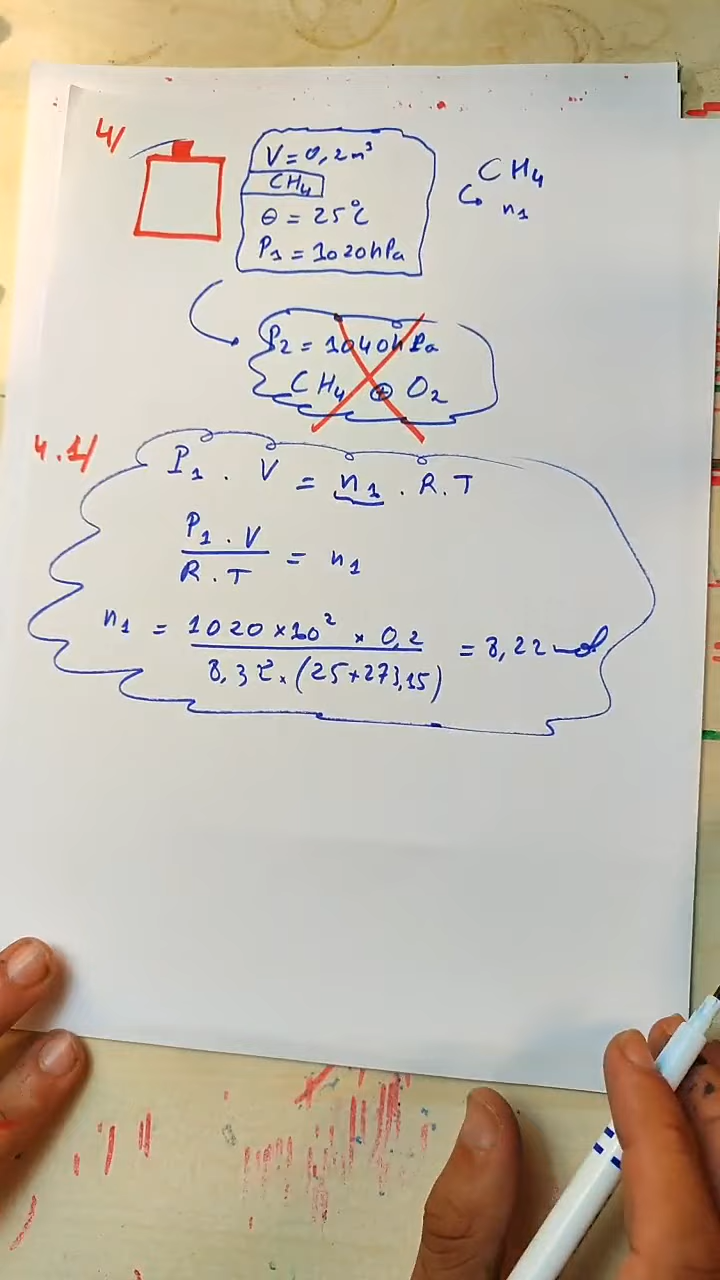 4/
V = 0,2 m³
CH₄
θ = 25°C
P₁ = 1020 hPa
CH₄
n₁
P₂ = 1040 hPa
CH₄ ⊕ O₂
4.1/
P₁ . V = n₁ . R.T
P₁ . V / R . T = n₁
n₁ = 1020 × 10² × 0,2 / 8,32 × (25+273,15) = 8,22 mol